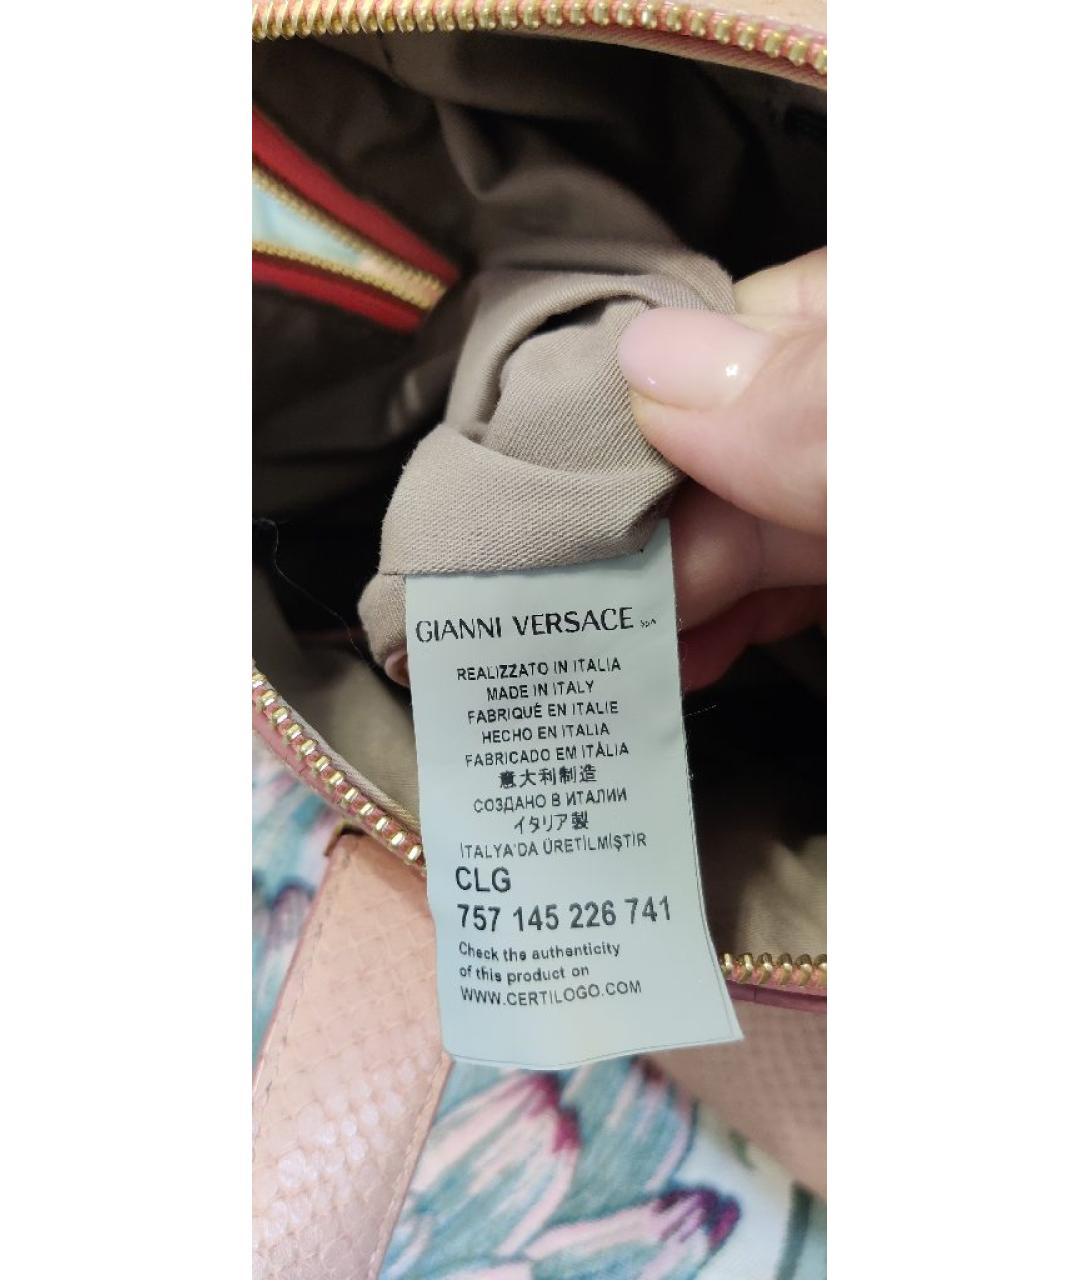 GIANNI VERSACE SpA
REALIZZATO IN ITALIA
MADE IN ITALY
FABRIQUÉ EN ITALIE
HECHO EN ITALIA
FABRICADO EM ITÁLIA
意大利制造
СОЗДАНО В ИТАЛИИ
イタリア製
İTALYA'DA ÜRETİLMİŞTİR
CLG
757 145 226 741
Check the authenticity
of this product on
WWW.CERTILOGO.COM